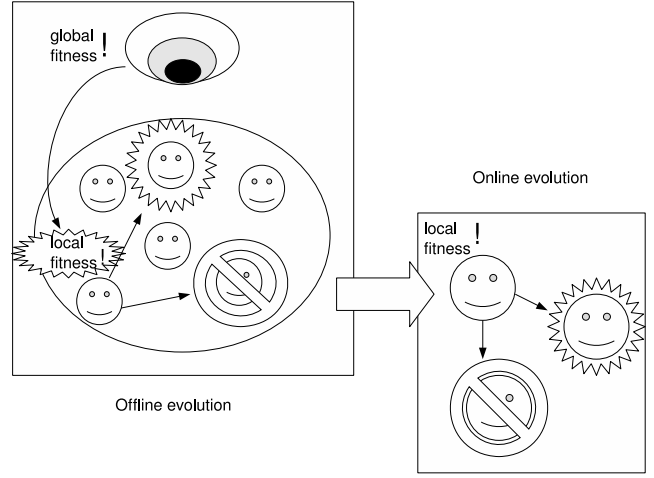 global
fitness !
local
fitness !
Offline evolution
Online evolution
local
fitness !